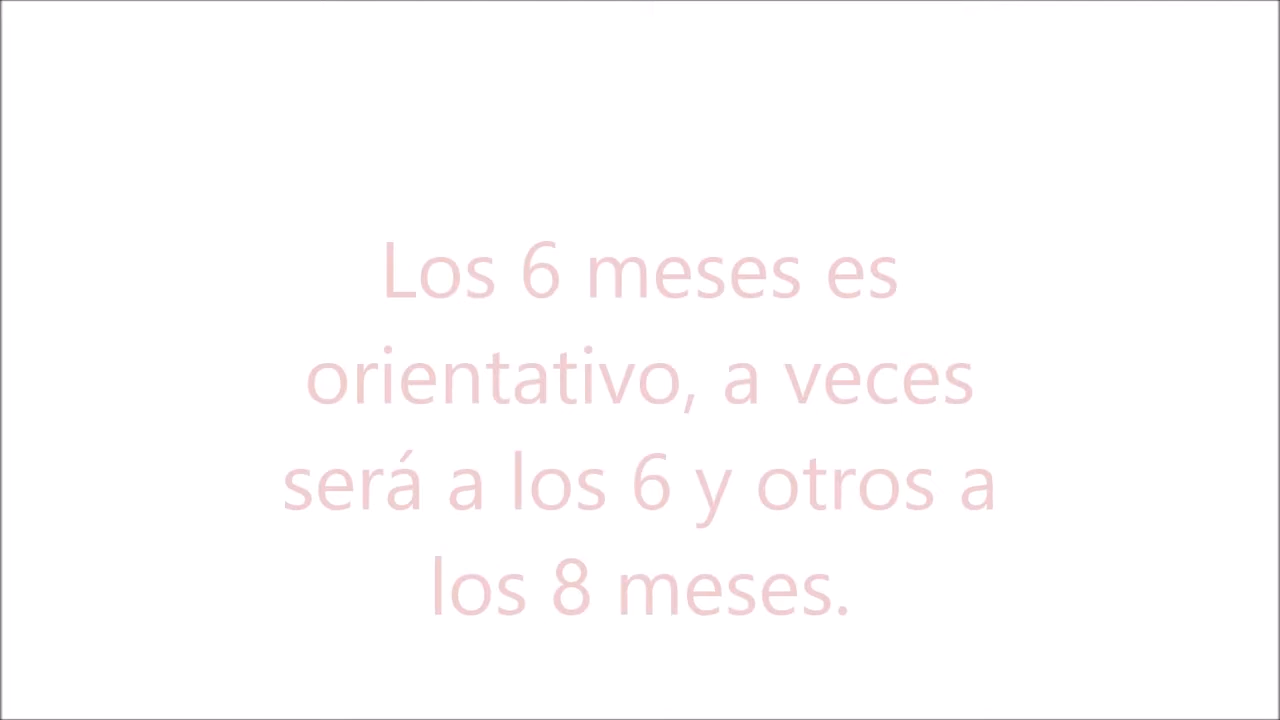 Los 6 meses es
orientativo, a veces
será a los 6 y otros a
los 8 meses.